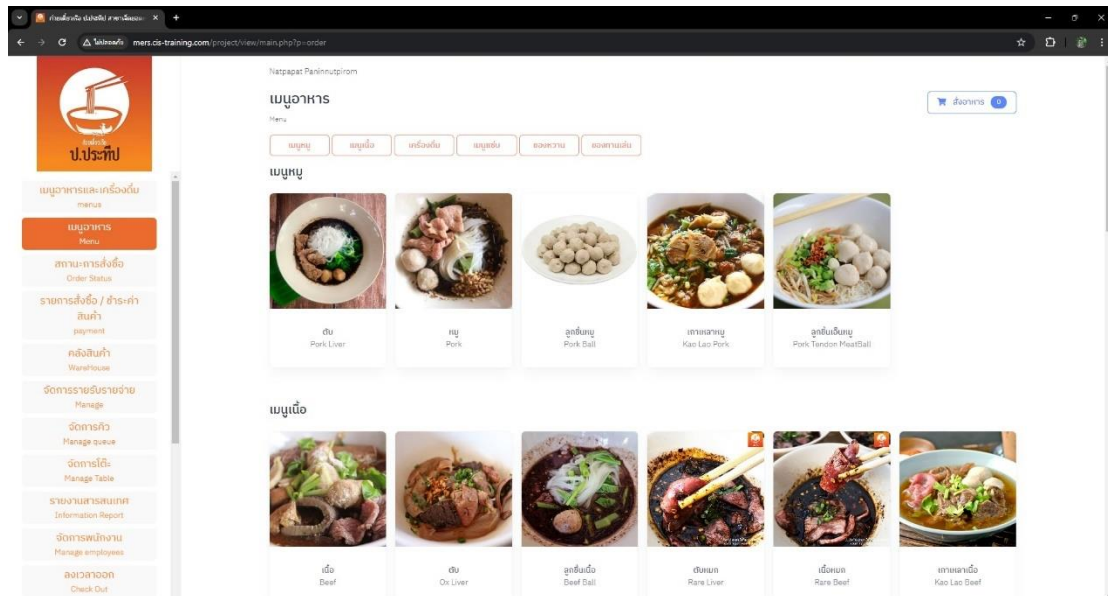 ไม่ปลอดภัย
mers.cis-training.com/project/view/main.php?p=order
ป.ประทีป
Natpapat Paninnutpirom
เมนูอาหาร
Menu
สั่งอาหาร 0
เมนูหมู
เมนูเนื้อ
เครื่องดื่ม
เมนูแช่บ
ของหวาน
ของทานเล่น
เมนูอาหารและเครื่องดื่ม
menus
เมนูอาหาร
Menu
สถานะการสั่งซื้อ
Order Status
รายการสั่งซื้อ / ชำระค่า
สินค้า
payment
คลังสินค้า
WareHouse
จัดการรายรับรายจ่าย
Manage
จัดการคิว
Manage queue
จัดการโต๊ะ
Manage Table
รายงานสารสนเทศ
Information Report
จัดการพนักงาน
Manage employees
ลงเวลาออก
Check Out
เมนูหมู
ตับ
Pork Liver
หมู
Pork
ลูกชิ้นหมู
Pork Ball
เกาเหลาหมู
Kao Lao Pork
ลูกชิ้นเอ็นหมู
Pork Tendon MeatBall
เมนูเนื้อ
เนื้อ
Beef
ตับ
Ox Liver
ลูกชิ้นเนื้อ
Beef Ball
ตับหมก
Rare Liver
เนื้อหมก
Rare Beef
เกาเหลาเนื้อ
Kao Lao Beef